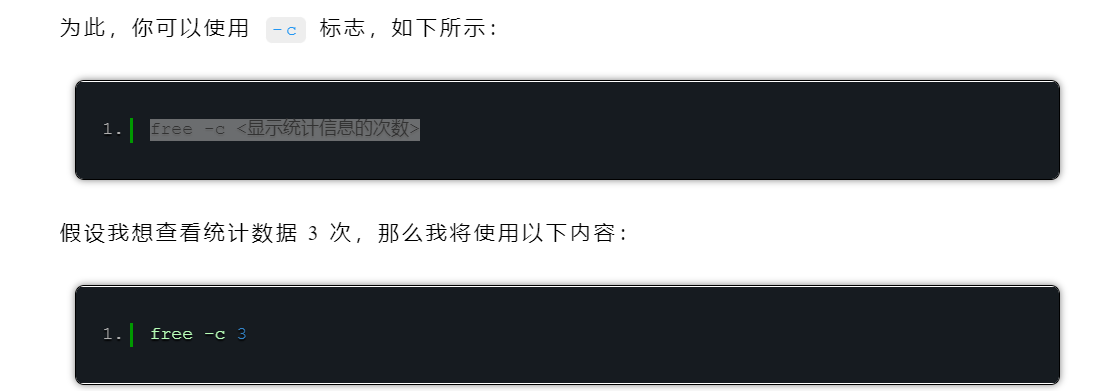 为此，你可以使用 -c 标志，如下所示：
1. free -c <显示统计信息的次数>
假设我想查看统计数据 3 次，那么我将使用以下内容：
1. free -c 3